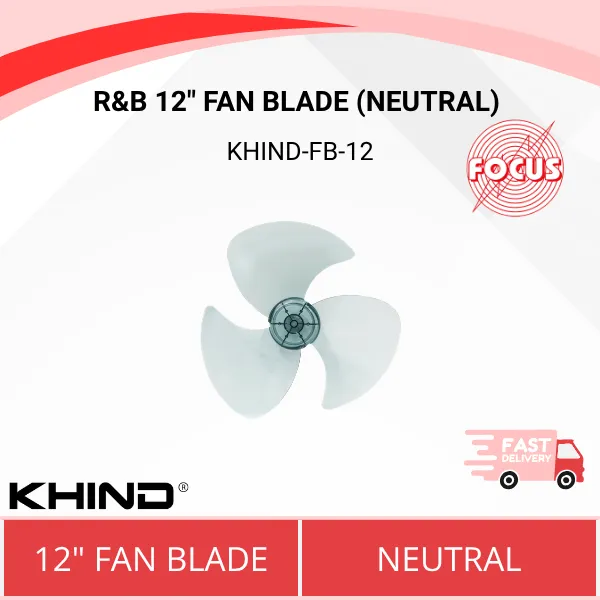 R&B 12" FAN BLADE (NEUTRAL)
KHIND-FB-12
FOCUS
FAST
DELIVERY
KHIND®
12" FAN BLADE
NEUTRAL